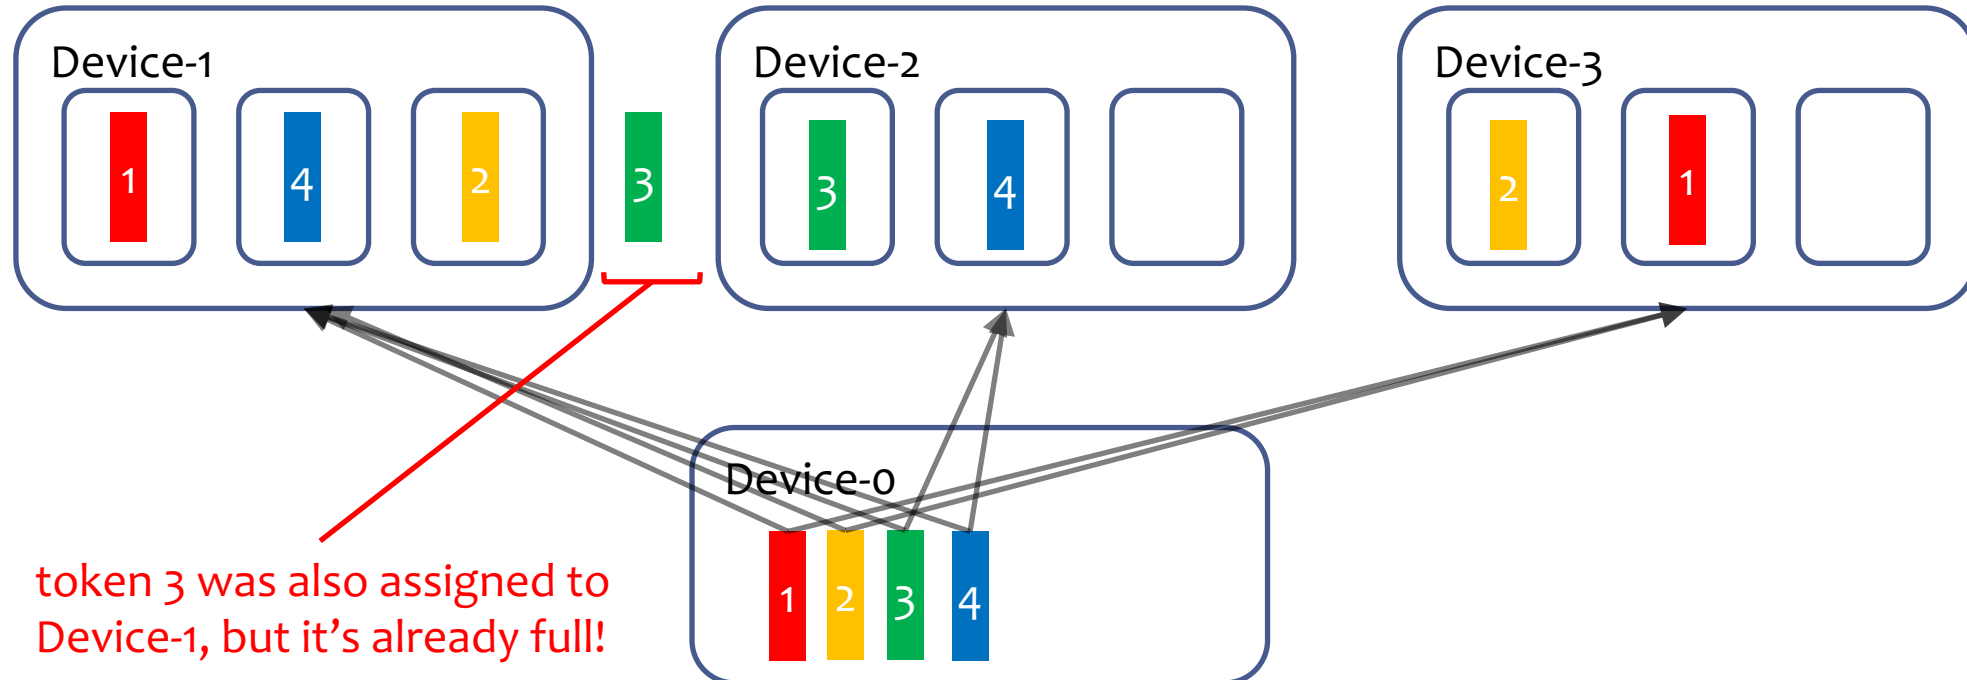 Device-1
1
4
2
3
Device-2
3
4
Device-3
2
1
Device-0
1
2
3
4
token 3 was also assigned to
Device-1, but it’s already full!